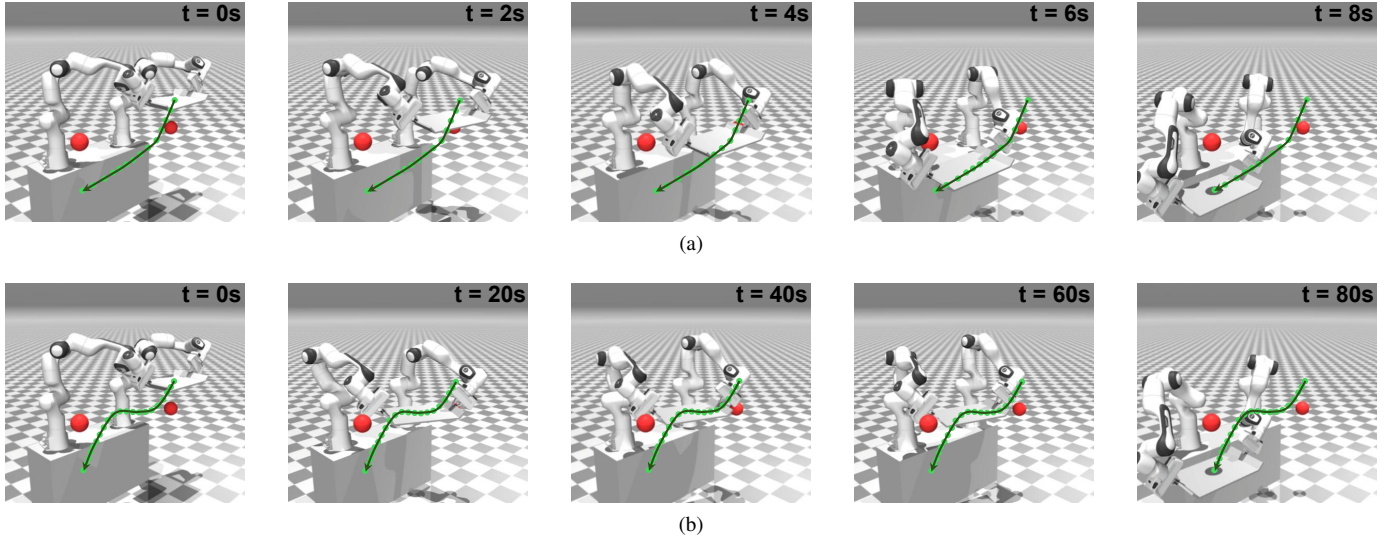 t = 0s t = 2s t = 4s t = 6s t = 8s
(a)
t = 0s t = 20s t = 40s t = 60s t = 80s
(b)